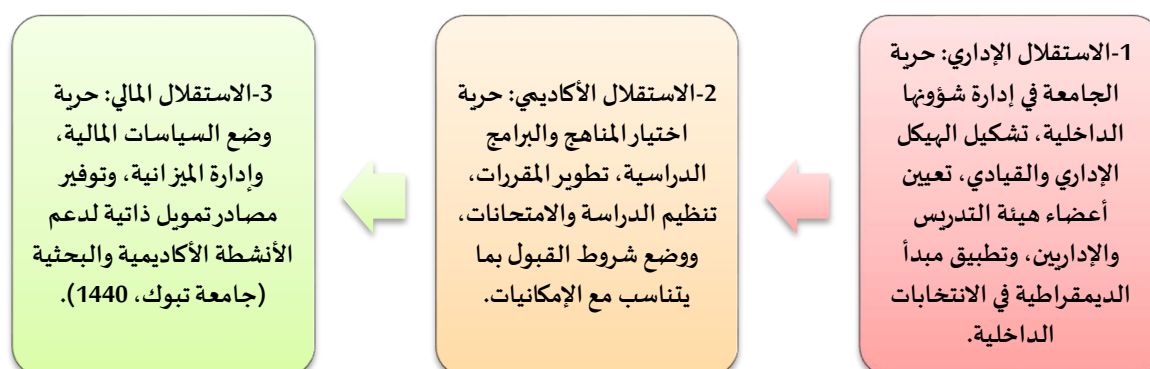 1-الاستقلال الإداري: حرية
الجامعة في إدارة شؤونها
الداخلية، تشكيل الهيكل
الإداري والقيادي، تعيين
أعضاء هيئة التدريس
والإداريين، وتطبيق مبدأ
الديمقراطية في الانتخابات
الداخلية.
2-الاستقلال الأكاديمي: حرية
اختيار المناهج والبرامج
الدراسية، تطوير المقررات،
تنظيم الدراسة والامتحانات،
ووضع شروط القبول بما
يتناسب مع الإمكانيات.
3-الاستقلال المالي: حرية
وضع السياسات المالية،
وإدارة الميزانية، وتوفير
مصادر تمويل ذاتية لدعم
الأنشطة الأكاديمية والبحثية
(جامعة تبوك، 1440).